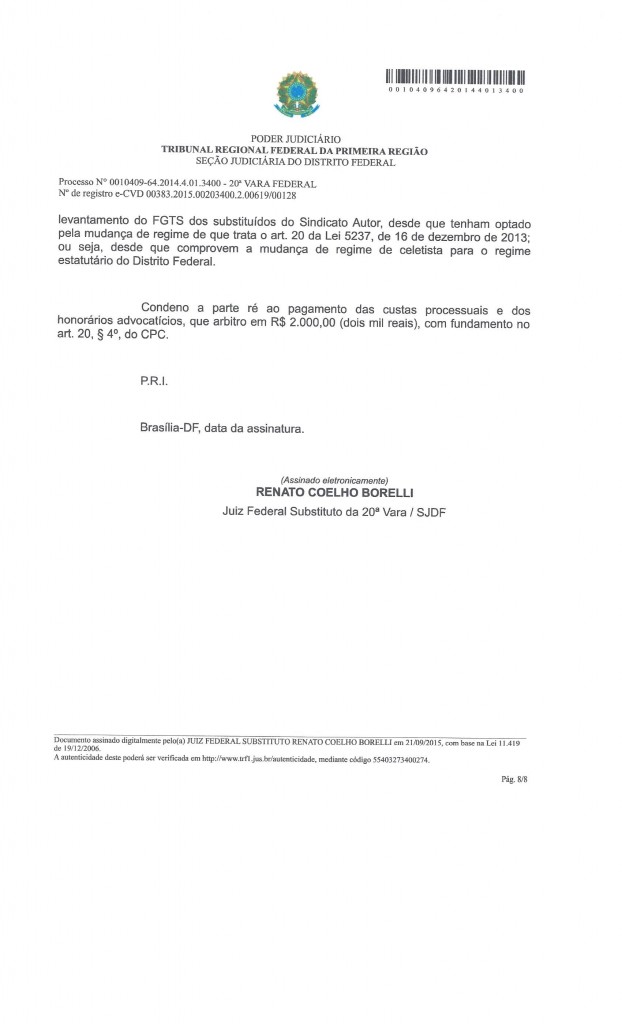 00104096420144013400
PODER JUDICIÁRIO
TRIBUNAL REGIONAL FEDERAL DA PRIMEIRA REGIÃO
SEÇÃO JUDICIÁRIA DO DISTRITO FEDERAL
Processo N° 0010409-64.2014.4.01.3400 - 20ª VARA FEDERAL
Nº de registro e-CVD 00383.2015.00203400.2.00619/00128
levantamento do FGTS dos substituídos do Sindicato Autor, desde que tenham optado
pela mudança de regime de que trata o art. 20 da Lei 5237, de 16 de dezembro de 2013;
ou seja, desde que comprovem a mudança de regime de celetista para o regime
estatutário do Distrito Federal.
Condeno a parte ré ao pagamento das custas processuais e dos
honorários advocatícios, que arbitro em R$ 2.000,00 (dois mil reais), com fundamento no
art. 20, § 4º, do CPC.
P.R.I.
Brasília-DF, data da assinatura.
(Assinado eletronicamente)
RENATO COELHO BORELLI
Juiz Federal Substituto da 20ª Vara / SJDF
Documento assinado digitalmente pelo(a) JUIZ FEDERAL SUBSTITUTO RENATO COELHO BORELLI em 21/09/2015, com base na Lei 11.419
de 19/12/2006.
A autenticidade deste poderá ser verificada em http://www.trf1.jus.br/autenticidade, mediante código 55403273400274.
Pág. 8/8